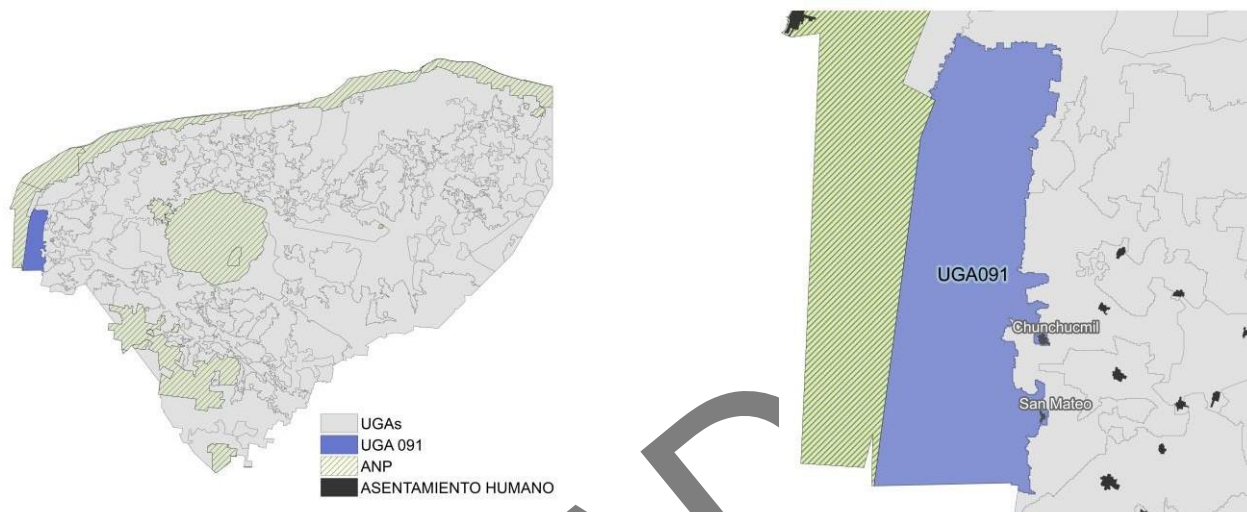 UGAs
UGA 091
ANP
ASENTAMIENTO HUMANO
UGA091
Chunchucmil
San Mateo